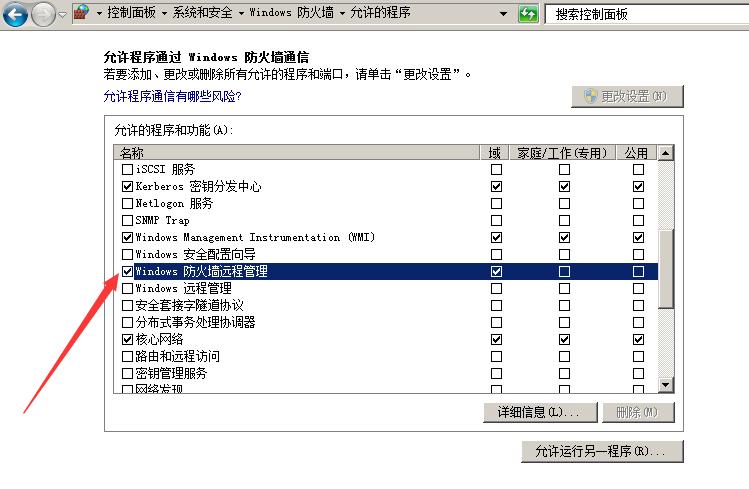 控制面板 系统和安全 Windows 防火墙 允许的程序
搜索控制面板
允许程序通过 Windows 防火墙通信
若要添加、更改或删除所有允许的程序和端口，请单击“更改设置”。
允许程序通信有哪些风险?
更改设置(N)
允许的程序和功能(A):
名称 域 家庭/工作(专用) 公用
iSCSI 服务
Kerberos 密钥分发中心
Netlogon 服务
SNMP Trap
Windows Management Instrumentation (WMI)
Windows 安全配置向导
Windows 防火墙远程管理
Windows 远程管理
安全套接字隧道协议
分布式事务处理协调器
核心网络
路由和远程访问
密钥管理服务
网络发现
详细信息(L)... 删除(M)
允许运行另一程序(R)...